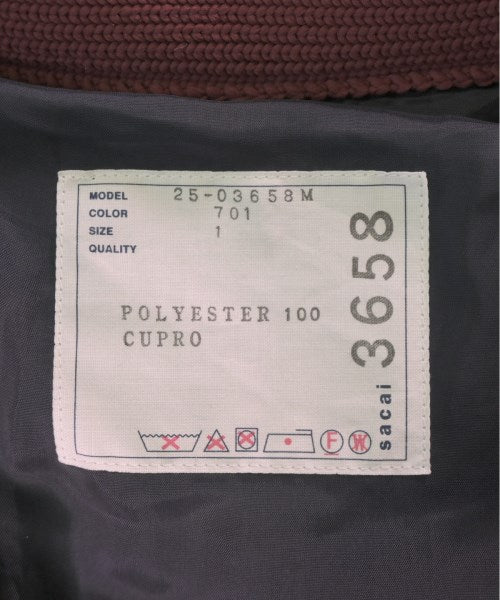 MODEL 25-03658M
COLOR 701
SIZE 1
QUALITY
POLYESTER 100
CUPRO
F
W
sacai 3658